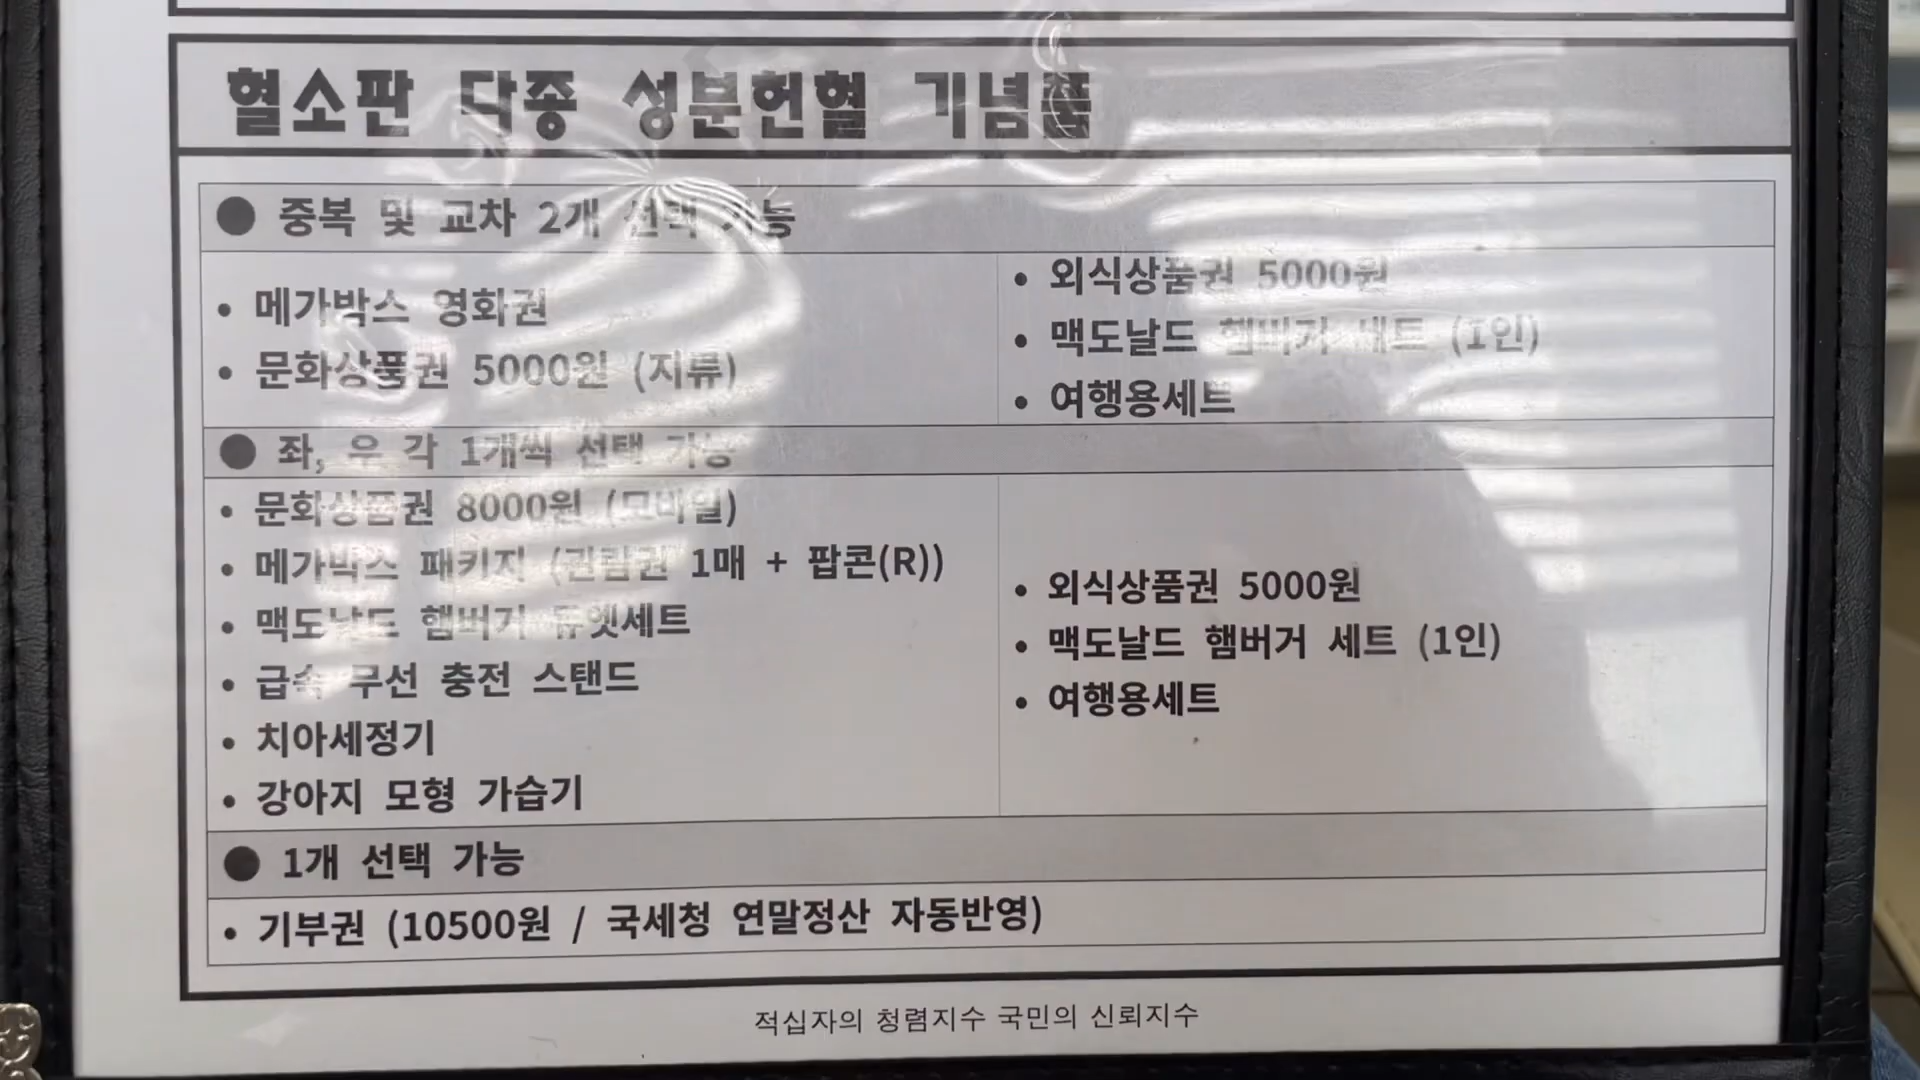 혈소판 다종 성분헌혈 기념품
● 중복 및 교차 2개 선택 가능
• 메가박스 영화권
• 문화상품권 5000원 (지류)
• 외식상품권 5000원
• 맥도날드 햄버거 세트 (1인)
• 여행용세트
● 좌, 우 각 1개씩 선택 가능
• 문화상품권 8000원 (모바일)
• 메가박스 패키지 (관람권 1매 + 팝콘(R))
• 맥도날드 햄버거 듀엣세트
• 급속 무선 충전 스탠드
• 치아세정기
• 강아지 모형 가습기
• 외식상품권 5000원
• 맥도날드 햄버거 세트 (1인)
• 여행용세트
● 1개 선택 가능
• 기부권 (10500원 / 국세청 연말정산 자동반영)
적십자의 청렴지수 국민의 신뢰지수